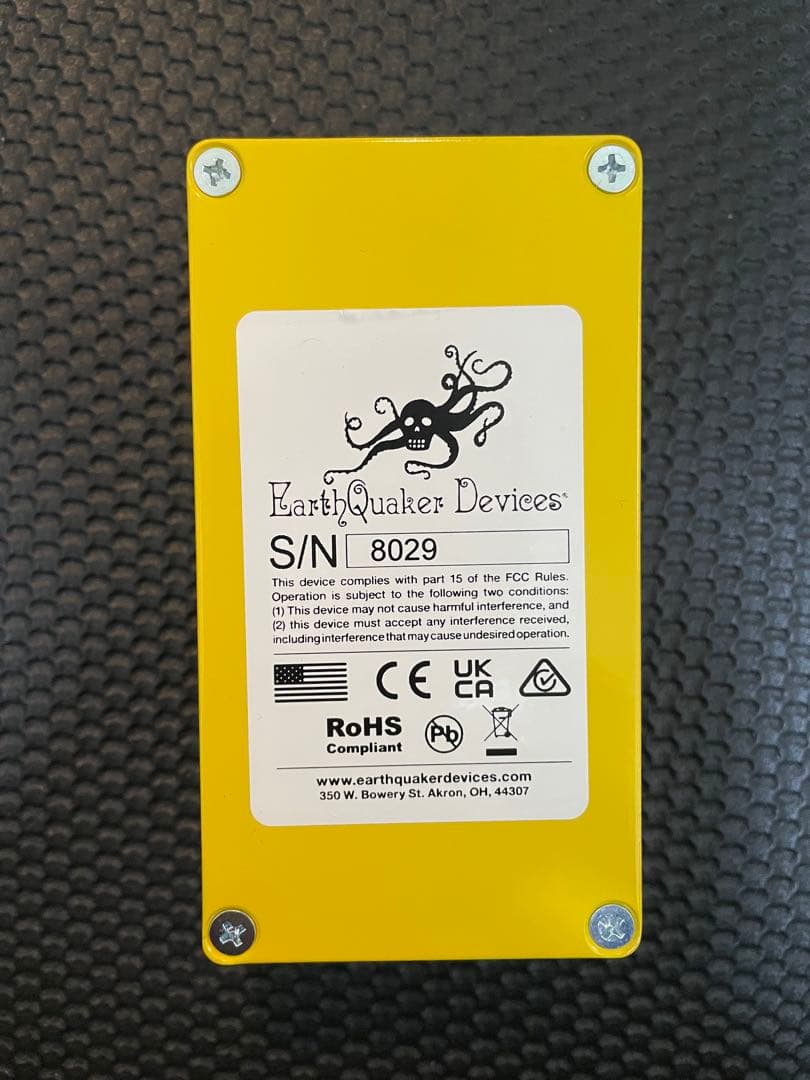 EarthQuaker Devices®
S/N 8029
This device complies with part 15 of the FCC Rules.
Operation is subject to the following two conditions:
(1) This device may not cause harmful interference, and
(2) this device must accept any interference received,
including interference that may cause undesired operation.
CE UK
CA
RoHS Pb
Compliant
www.earthquakerdevices.com
350 W. Bowery St. Akron, OH, 44307